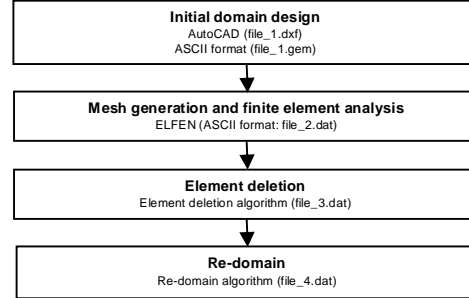 Initial domain design
AutoCAD (file_1.dxf)
ASCII format (file_1.gem)
Mesh generation and finite element analysis
ELFEN (ASCII format: file_2.dat)
Element deletion
Element deletion algorithm (file_3.dat)
Re-domain
Re-domain algorithm (file_4.dat)